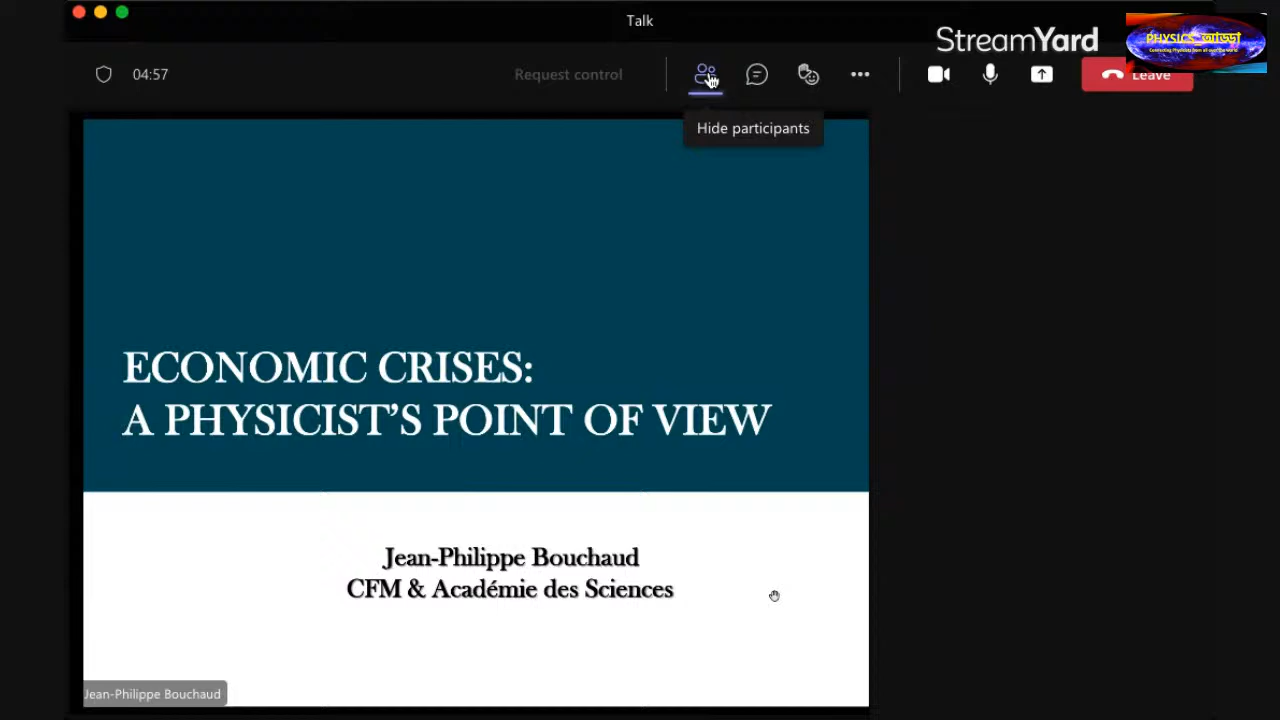 Talk
StreamYard
PHYSICS_আড্ডা
04:57
Request control
Leave
Hide participants
ECONOMIC CRISES:
A PHYSICIST'S POINT OF VIEW
Jean-Philippe Bouchaud
CFM & Académie des Sciences
Jean-Philippe Bouchaud